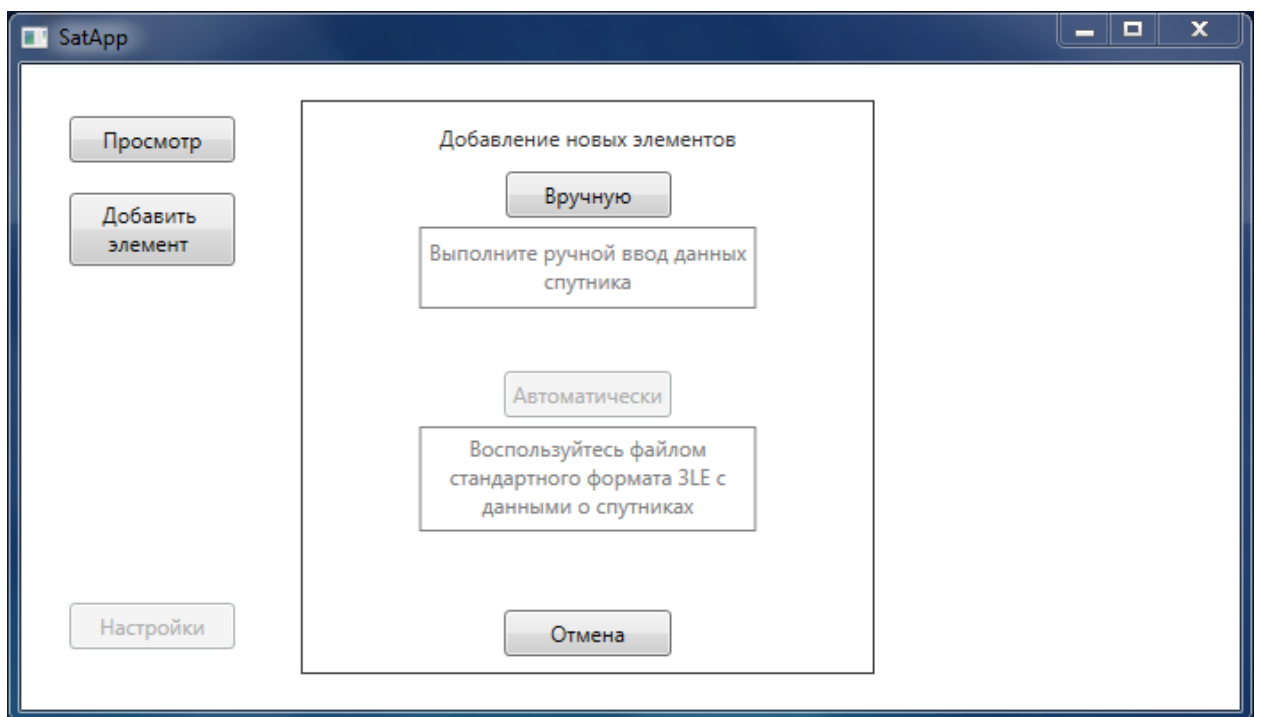 SatApp
Просмотр
Добавить
элемент
Настройки
Добавление новых элементов
Вручную
Выполните ручной ввод данных
спутника
Автоматически
Воспользуйтесь файлом
стандартного формата 3LE с
данными о спутниках
Отмена